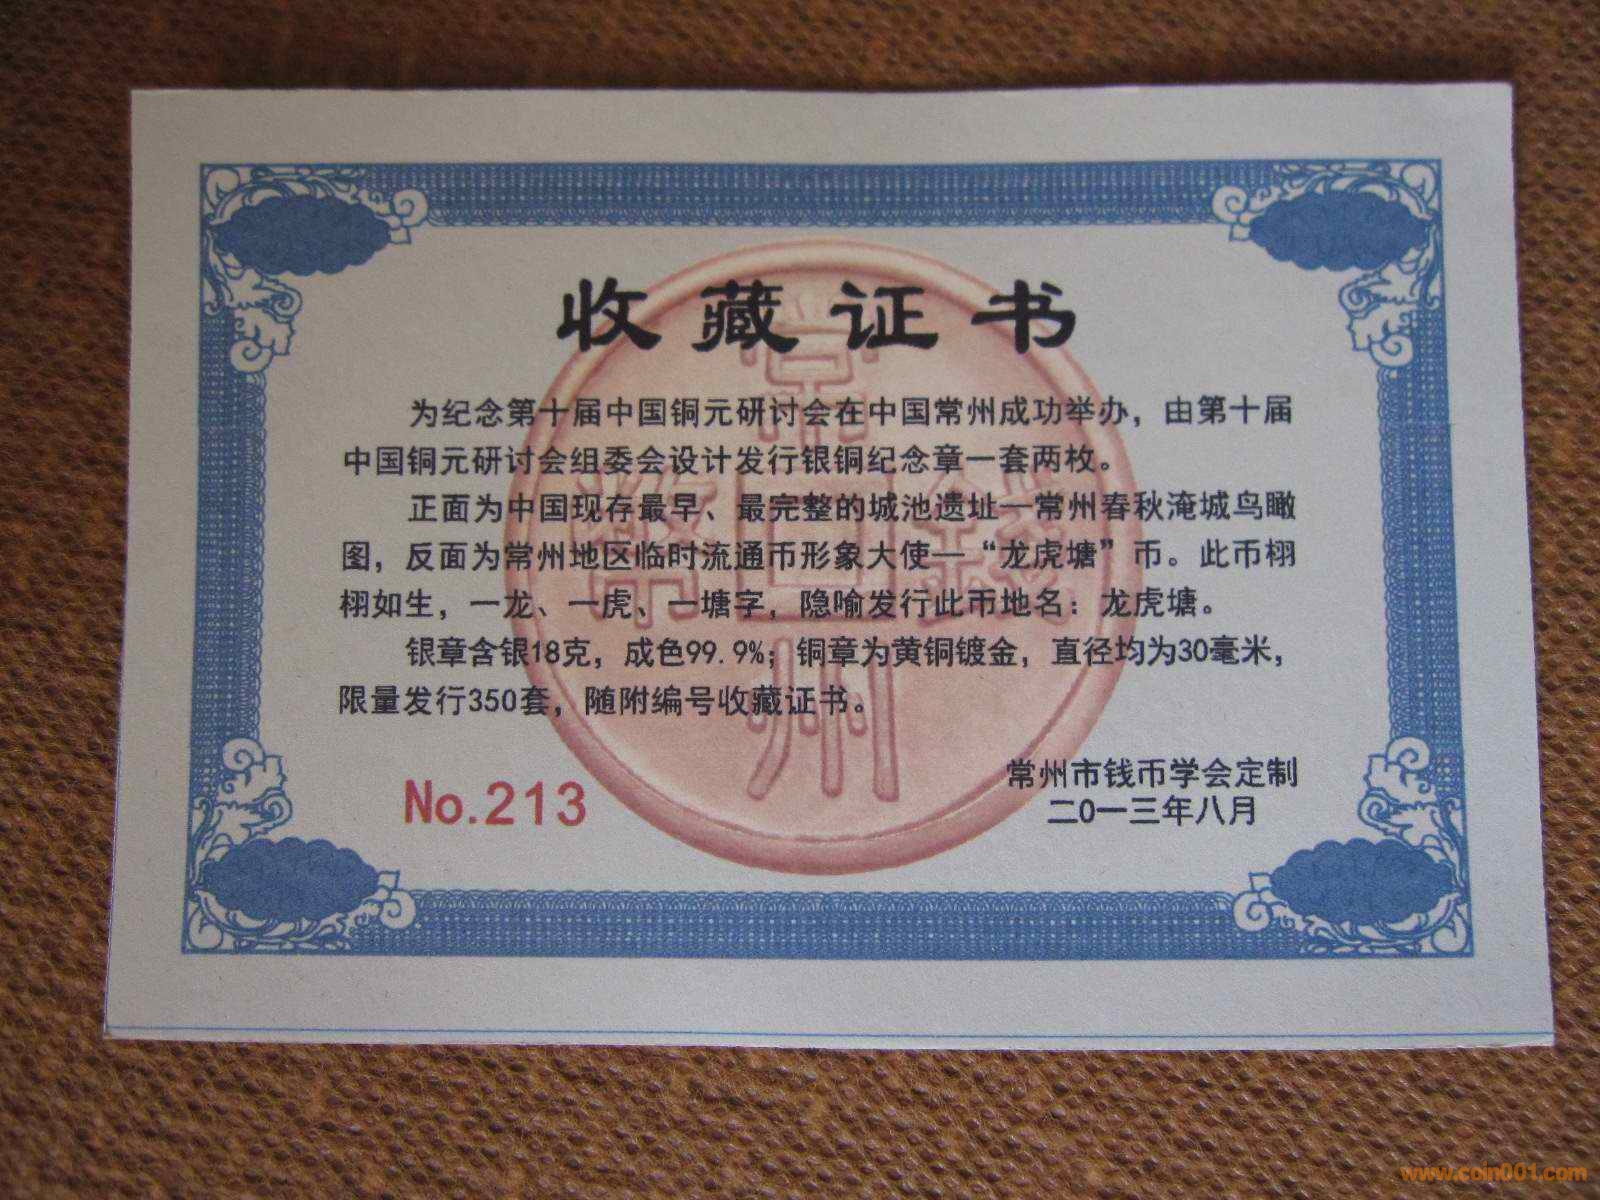 收藏证书
为纪念第十届中国铜元研讨会在中国常州成功举办，由第十届
中国铜元研讨会组委会设计发行银铜纪念章一套两枚。
正面为中国现存最早、最完整的城池遗址—常州春秋淹城鸟瞰
图，反面为常州地区临时流通币形象大使—“龙虎塘”币。此币栩
栩如生，一龙、一虎、一塘字，隐喻发行此币地名：龙虎塘。
银章含银18克，成色99.9%；铜章为黄铜镀金，直径均为30毫米，
限量发行350套，随附编号收藏证书。
No.213
常州市钱币学会定制
二0一三年八月
www.coin001.com